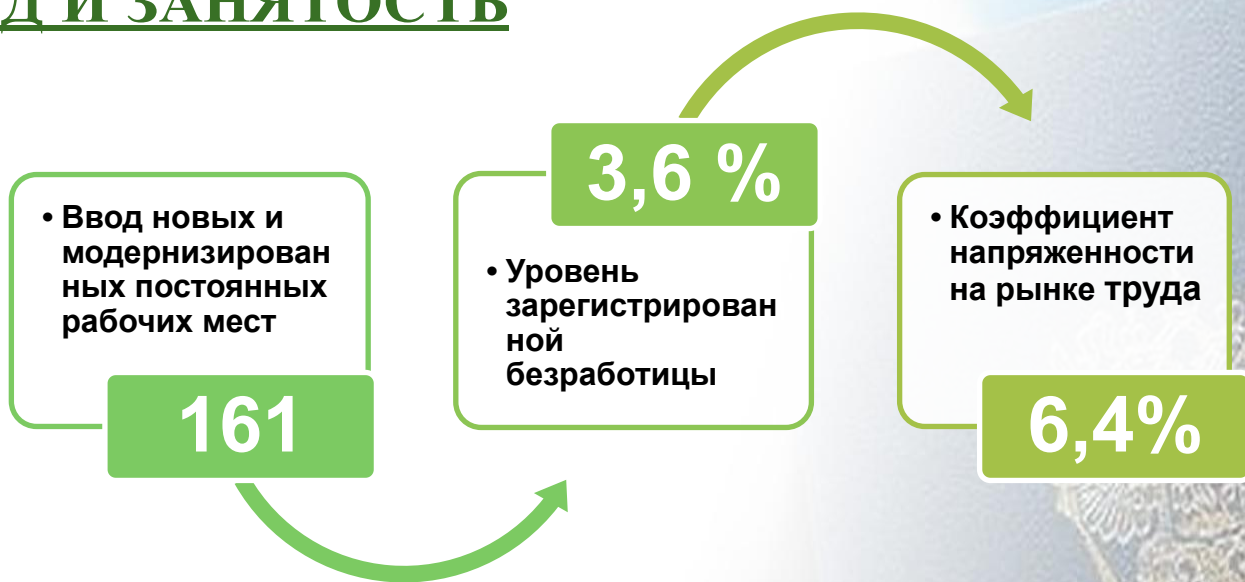 Д И ЗАНЯТОСТЬ
• Ввод новых и
модернизирован
ных постоянных
рабочих мест
161
3,6 %
• Уровень
зарегистрирован
ной
безработицы
• Коэффициент
напряженности
на рынке труда
6,4%